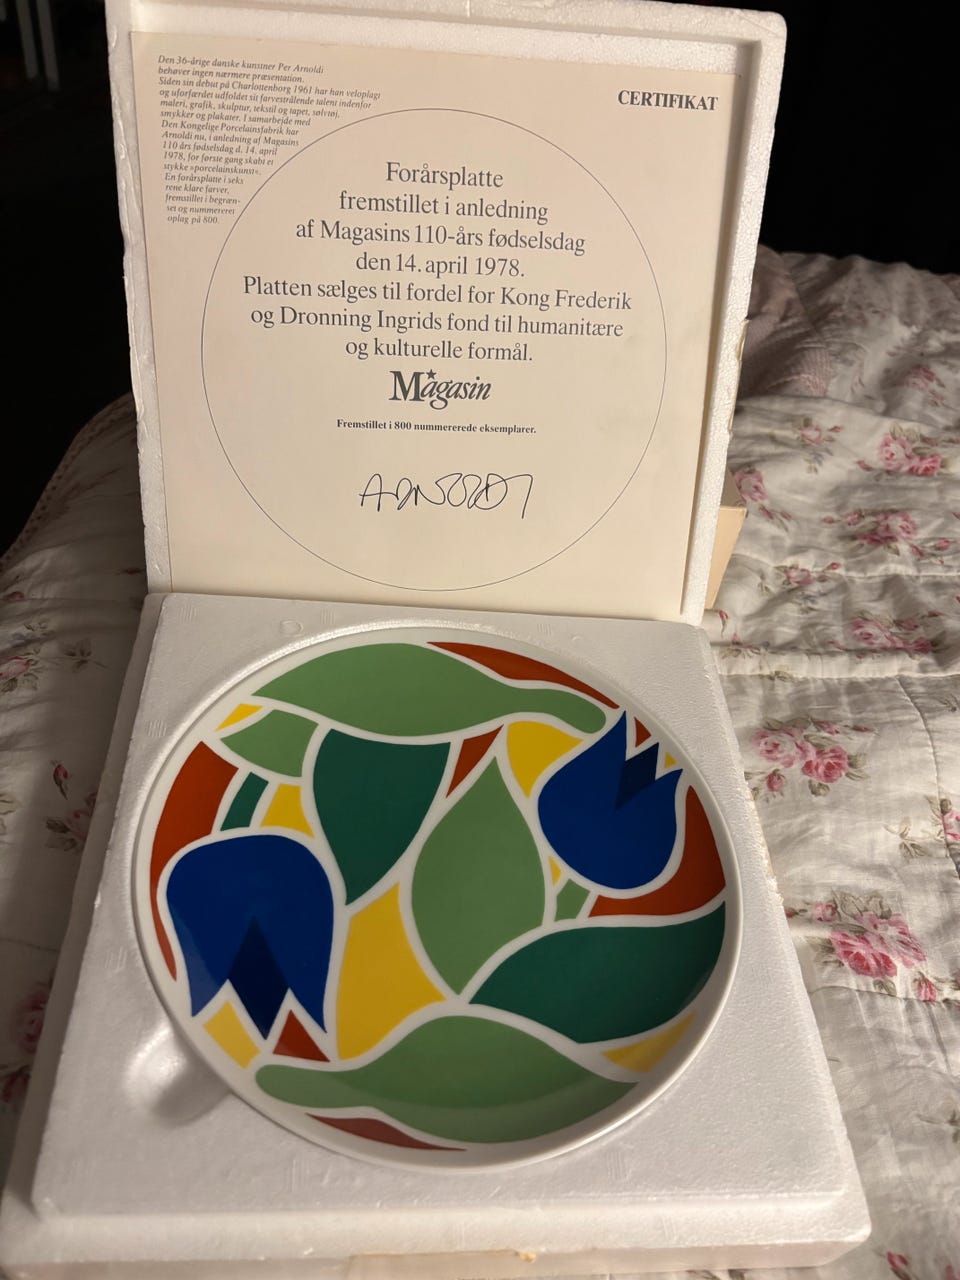 Den 36-årige danske kunstner Per Arnoldi
behøver ingen nærmere præsentation.
Siden sin debut på Charlottenborg 1961 har han veloplagt
og uforfærdet udfoldet sit farvestrålende talent indenfor
maleri, grafik, skulptur, tekstil og tapet, sølvtøj,
smykker og plakater. I samarbejde med
Den Kongelige Porcelainsfabrik har
Arnoldi nu, i anledning af Magasins
110 års fødselsdag d. 14. april
1978, for første gang skabt et
stykke »porcelainskunst«.
En forårsplatte i seks
rene klare farver,
fremstillet i begræn-
set og nummereret
oplag på 800.
CERTIFIKAT
Forårsplatte
fremstillet i anledning
af Magasins 110-års fødselsdag
den 14. april 1978.
Platten sælges til fordel for Kong Frederik
og Dronning Ingrids fond til humanitære
og kulturelle formål.
Magasin
Fremstillet i 800 nummererede eksemplarer.
ARNOLDI